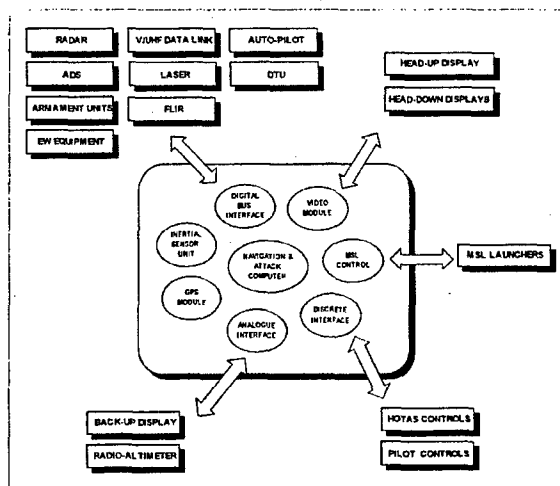 RADAR
V/UHF DATA LINK
AUTO-PILOT
ADS
LASER
DTU
ARMAMENT UNITS
FLIR
EW EQUIPMENT
HEAD-UP DISPLAY
HEAD-DOWN DISPLAYS
DIGITAL
BUS
INTERFACE
VIDEO
MODULE
INERTIAL
SENSOR
UNIT
NAVIGATION &
ATTACK
COMPUTER
MSL
CONTROL
MSL LAUNCHERS
GPS
MODULE
ANALOGUE
INTERFACE
DISCRETE
INTERFACE
BACK-UP DISPLAY
RADIO-ALTIMETER
HOTAS CONTROLS
PILOT CONTROLS